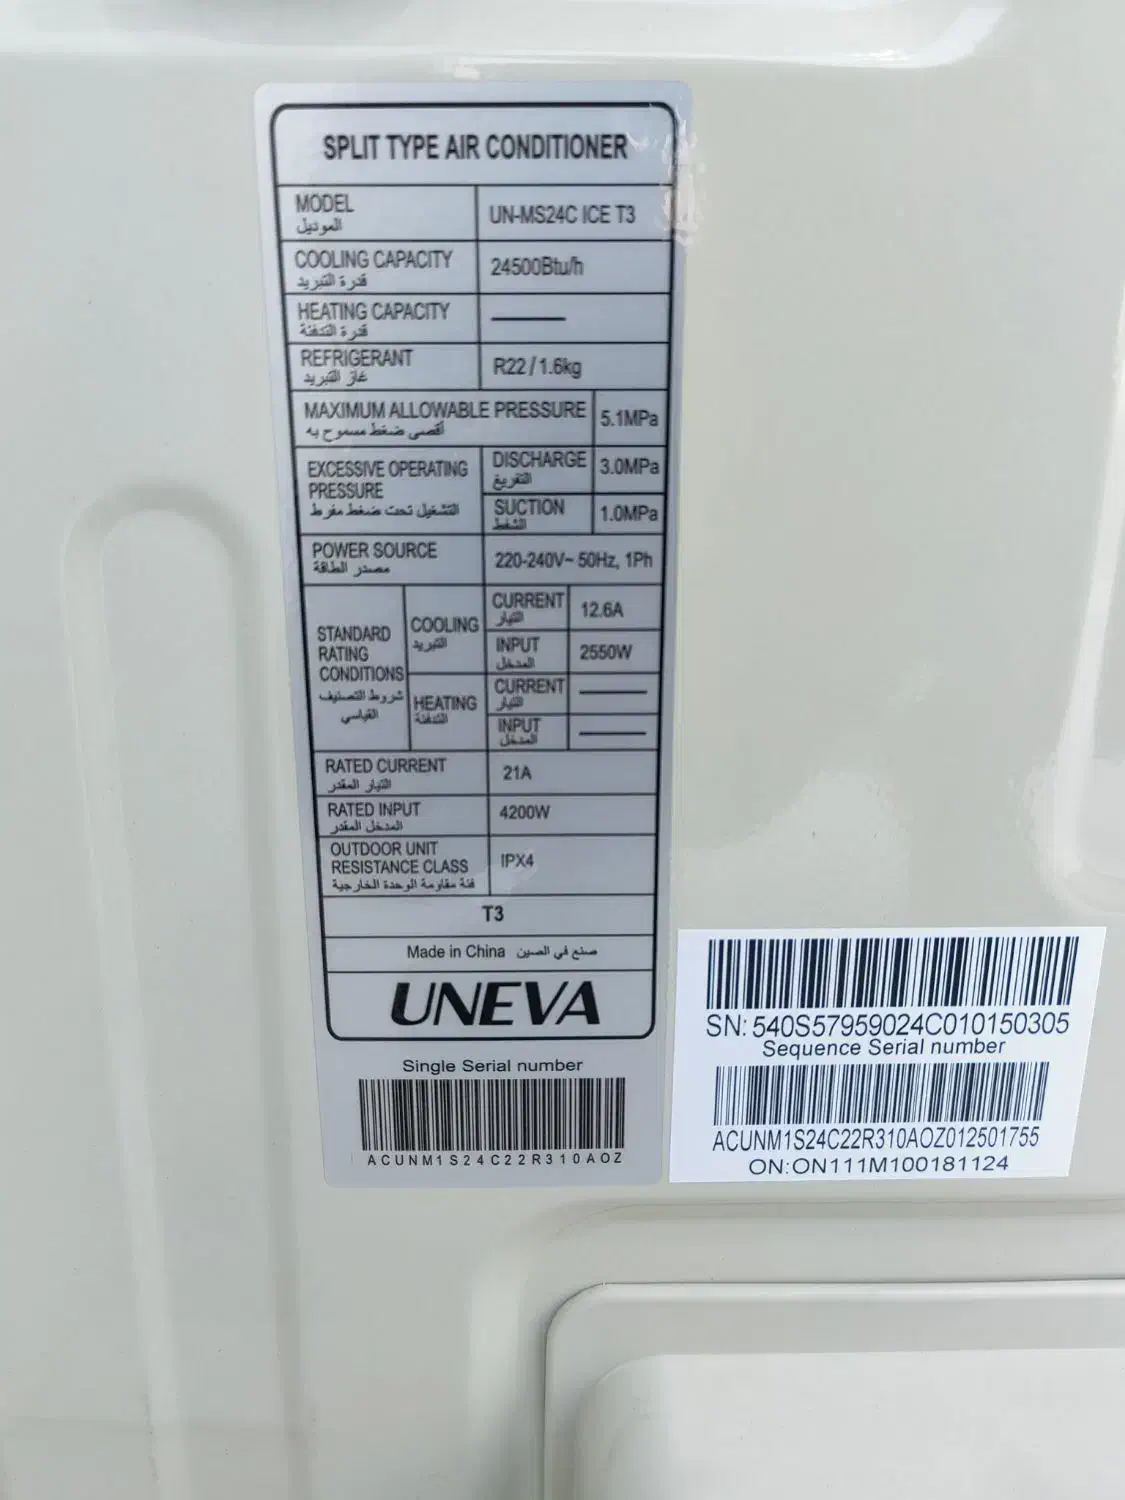 SPLIT TYPE AIR CONDITIONER
MODEL
الموديل
UN-MS24C ICE T3
COOLING CAPACITY
قدرة التبريد
24500Btu/h
HEATING CAPACITY
قدرة التدفئة
REFRIGERANT
غاز التبريد
R22 / 1.6kg
MAXIMUM ALLOWABLE PRESSURE
أقصى ضغط مسموح به
5.1MPa
EXCESSIVE OPERATING
PRESSURE
التشغيل تحت ضغط مفرط
DISCHARGE
التفريغ
3.0MPa
SUCTION
الشفط
1.0MPa
POWER SOURCE
مصدر الطاقة
220-240V~ 50Hz, 1Ph
STANDARD
RATING
CONDITIONS
شروط التصنيف
القياسي
COOLING
التبريد
CURRENT
التيار
12.6A
INPUT
المدخل
2550W
HEATING
التدفئة
CURRENT
التيار
INPUT
المدخل
RATED CURRENT
التيار المقدر
21A
RATED INPUT
المدخل المقدر
4200W
OUTDOOR UNIT
RESISTANCE CLASS
فئة مقاومة الوحدة الخارجية
IPX4
T3
Made in China صنع في الصين
UNEVA
Single Serial number
ACUNM1S24C22R310AOZ
SN: 540S57959024C010150305
Sequence Serial number
ACUNM1S24C22R310AOZ012501755
ON:ON111M100181124